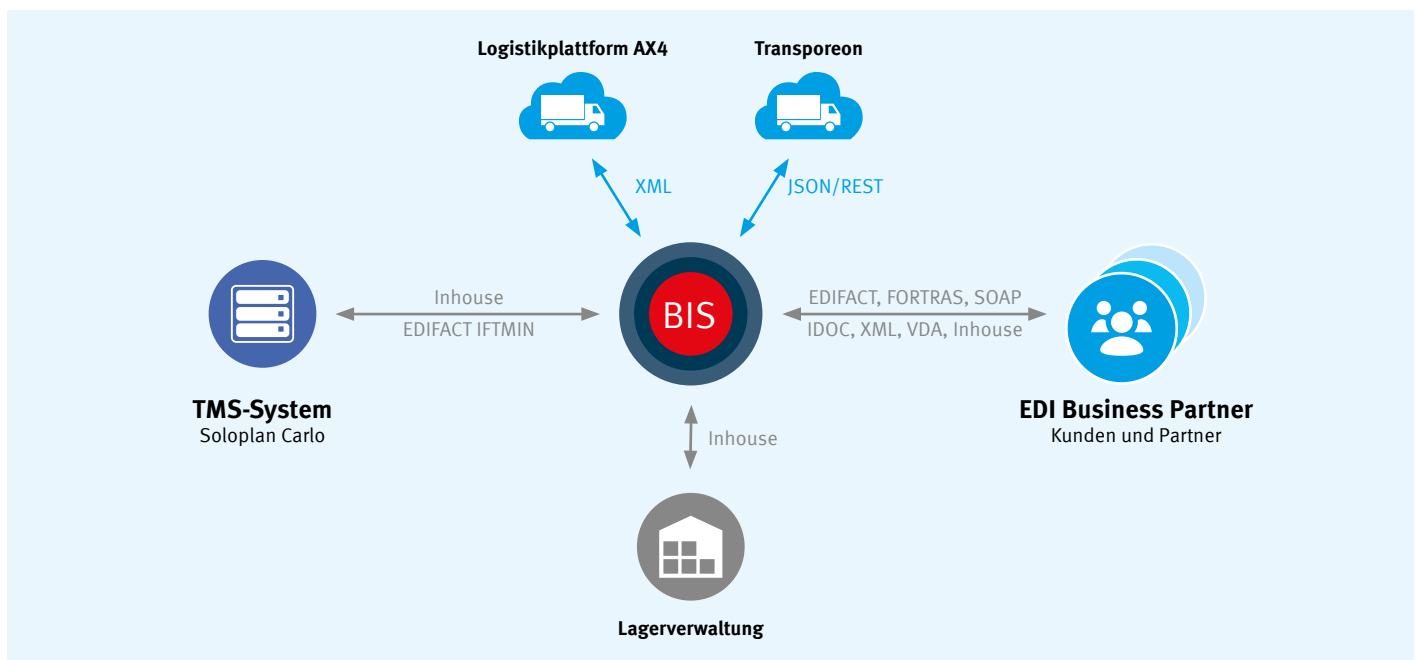 Logistikplattform AX4
Transporeon
XML
JSON/REST
Inhouse
EDIFACT IFTMIN
BIS
EDIFACT, FORTRAS, SOAP
IDOC, XML, VDA, Inhouse
TMS-System
Soloplan Carlo
EDI Business Partner
Kunden und Partner
Inhouse
Lagerverwaltung